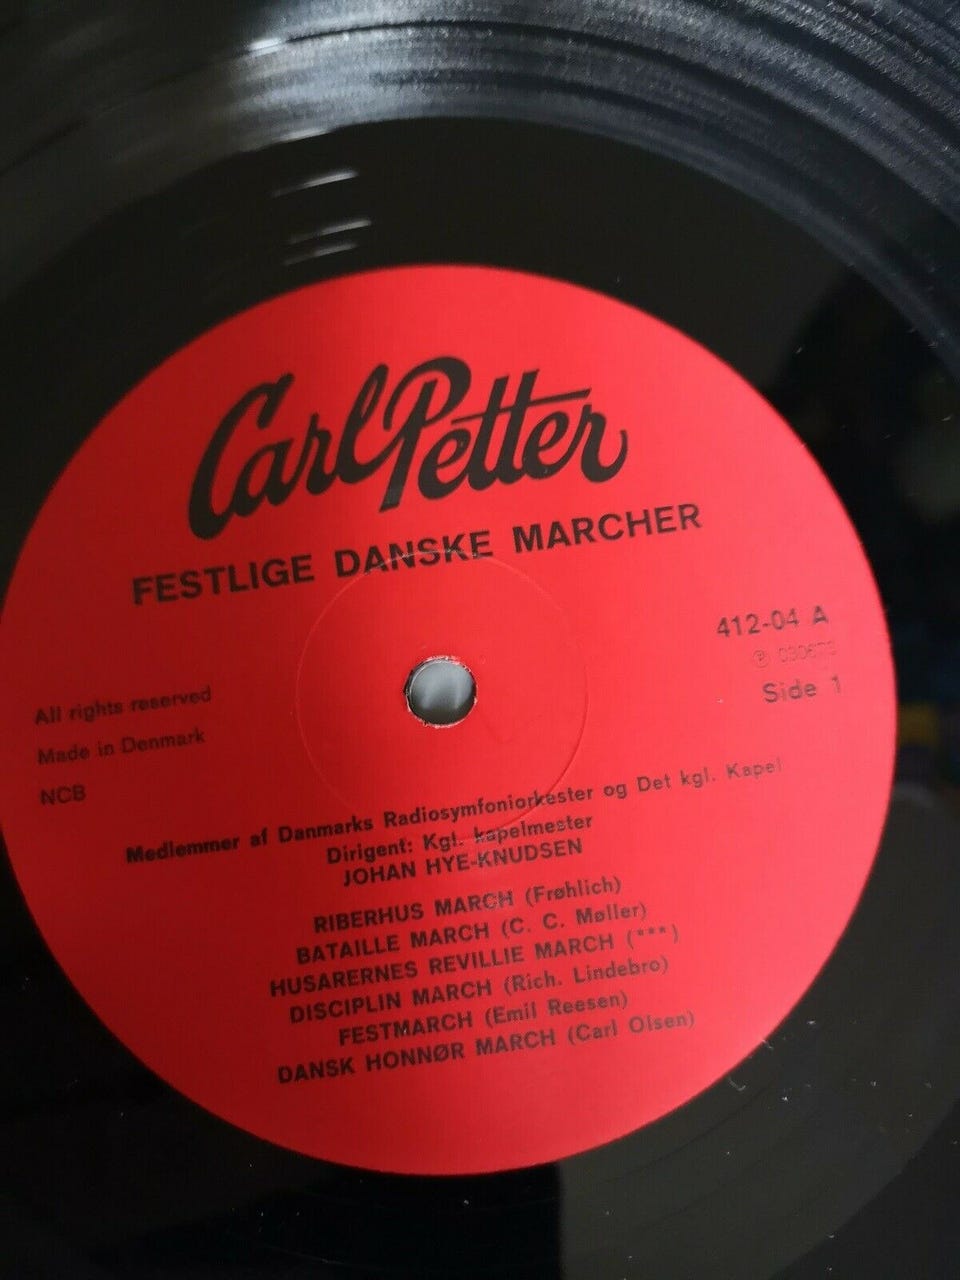 Carl Petter
FESTLIGE DANSKE MARCHER
412-04 A
Side 1
All rights reserved
Made in Denmark
NCB
Medlemmer af Danmarks Radiosymfoniorkester og Det kgl. Kapel
Dirigent: Kgl. kapelmester
JOHAN HYE-KNUDSEN
RIBERHUS MARCH (Frøhlich)
BATAILLE MARCH (C. C. Møller)
HUSARERNES REVILLIE MARCH (***)
DISCIPLIN MARCH (Rich. Lindebro)
FESTMARCH (Emil Reesen)
DANSK HONNØR MARCH (Carl Olsen)